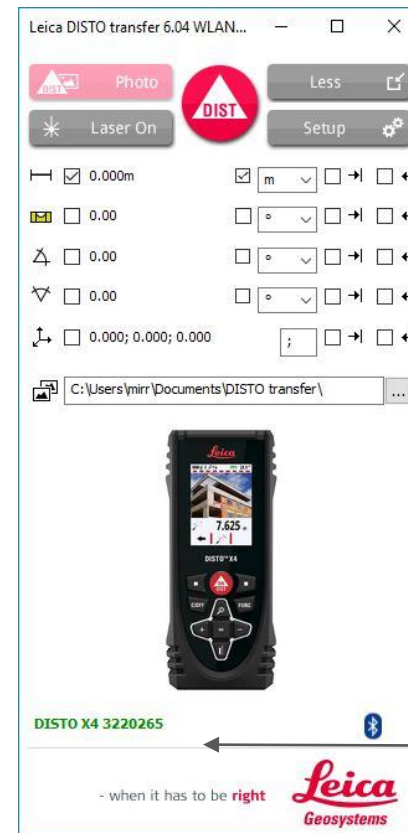 Leica DISTO transfer 6.04 WLAN...
DIST Photo
DIST
Less
Laser On
Setup
0.000m
m
0.00
°
0.00
°
0.00
°
0.000; 0.000; 0.000
;
C:\Users\mirr\Documents\DISTO transfer\
...
Leica
7.625
DISTO™ X4
DIST
FUNC
DISTO X4 3220265
- when it has to be right
Leica
Geosystems